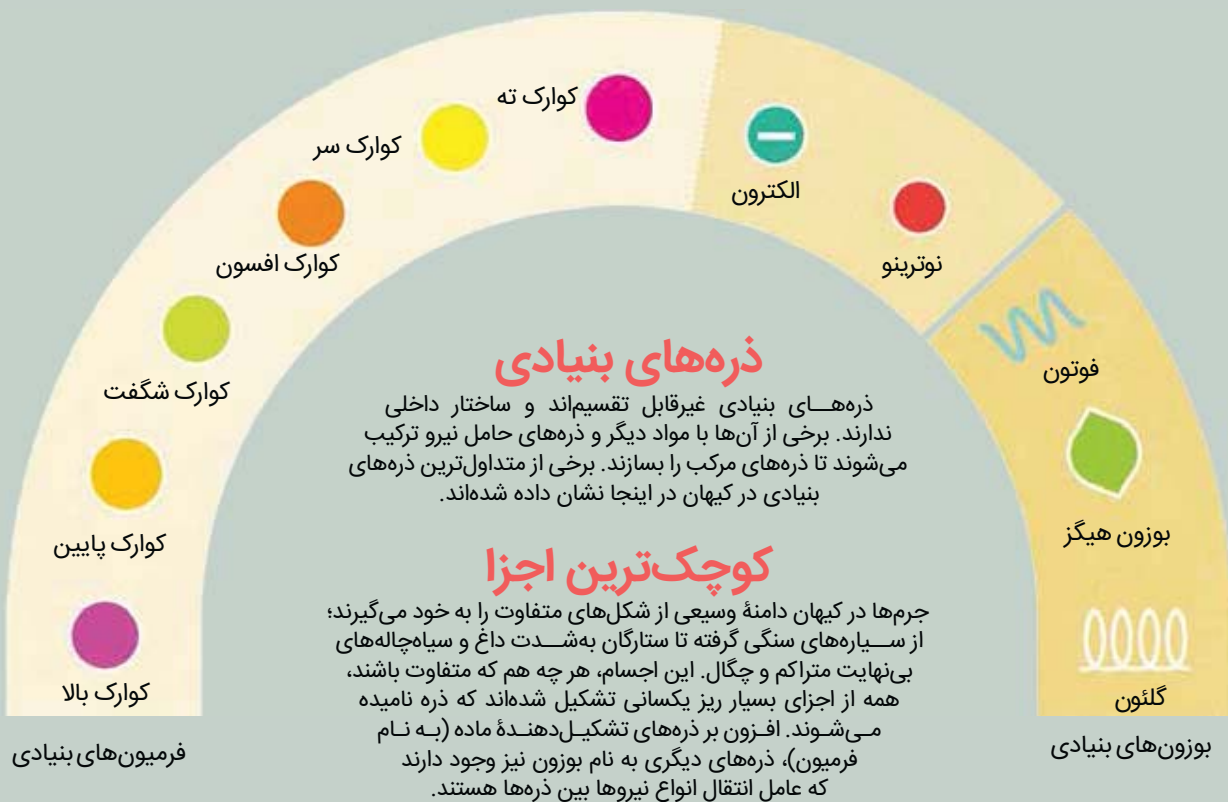 کوارک ته
کوارک سر
کوارک افسون
کوارک شگفت
کوارک پایین
کوارک بالا
فرمیون‌های بنیادی
الکترون
نوترینو
فوتون
بوزون هیگز
گلئون
بوزون‌های بنیادی
ذره‌های بنیادی
ذره‌هــای بنیادی غیرقابل تقسیم‌اند و ساختار داخلی
ندارند. برخی از آن‌ها با مواد دیگر و ذره‌های حامل نیرو ترکیب
می‌شوند تا ذره‌های مرکب را بسازند. برخی از متداول‌ترین ذره‌های
بنیادی در کیهان در اینجا نشان داده شده‌اند.
کوچک‌ترین اجزا
جرم‌ها در کیهان دامنهٔ وسیعی از شکل‌های متفاوت را به خود می‌گیرند؛
از ســیاره‌های سنگی گرفته تا ستارگان به‌شــدت داغ و سیاه‌چاله‌های
بی‌نهایت متراکم و چگال. این اجسام، هر چه هم که متفاوت باشند،
همه از اجزای بسیار ریز یکسانی تشکیل شده‌اند که ذره نامیده
مـی‌شـوند. افـزون بر ذره‌های تشکیـل‌دهنـدهٔ ماده (بـه نـام
فرمیون)، ذره‌های دیگری به نام بوزون نیز وجود دارند
که عامل انتقال انواع نیروها بین ذره‌ها هستند.